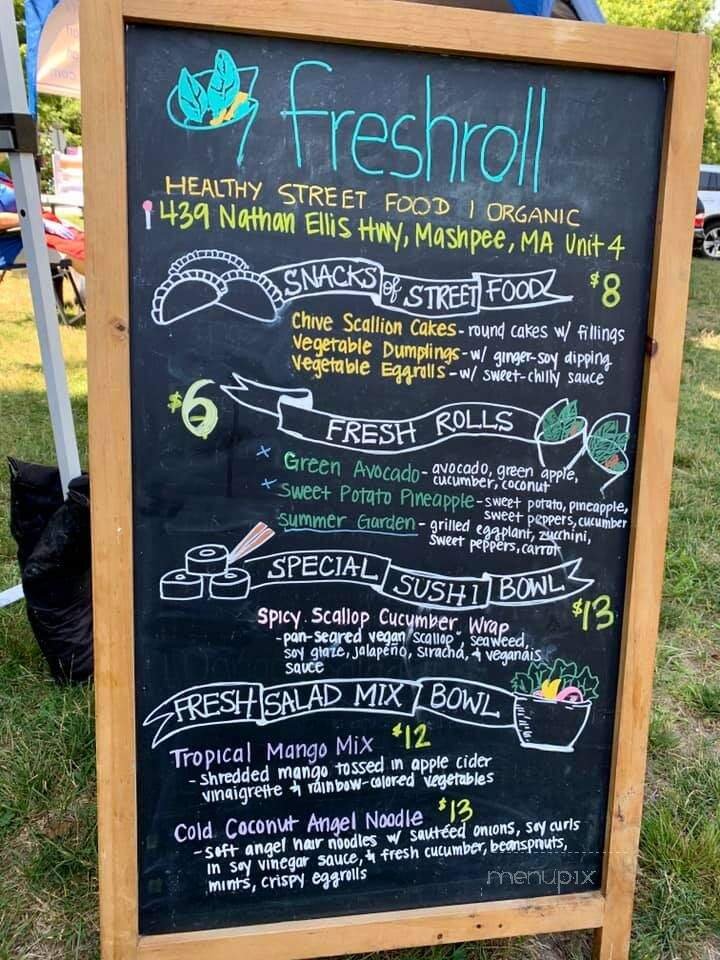 freshroll
HEALTHY STREET FOOD | ORGANIC
439 Nathan Ellis Hwy, Mashpee, MA Unit 4
SNACKS of STREET FOOD $8
Chive Scallion Cakes - round cakes w/ fillings
Vegetable Dumplings - w/ ginger-soy dipping
Vegetable Eggrolls - w/ sweet-chilly sauce
$6 FRESH ROLLS
x Green Avocado - avocado, green apple,
cucumber, coconut
x Sweet Potato Pineapple - sweet potato, pineapple,
sweet peppers, cucumber
Summer Garden - grilled eggplant, zucchini,
sweet peppers, carrot
SPECIAL SUSHI BOWL $13
Spicy Scallop Cucumber Wrap
- pan-seared vegan "scallop", seaweed,
soy glaze, jalapeño, siracha, & veganais
sauce
FRESH SALAD MIX BOWL
Tropical Mango Mix $12
- shredded mango tossed in apple cider
vinaigrette & rainbow-colored vegetables
Cold Coconut Angel Noodle $13
- soft angel hair noodles w/ sautéed onions, soy curls
in soy vinegar sauce, & fresh cucumber, beansprouts,
mints, crispy eggrolls
menupix